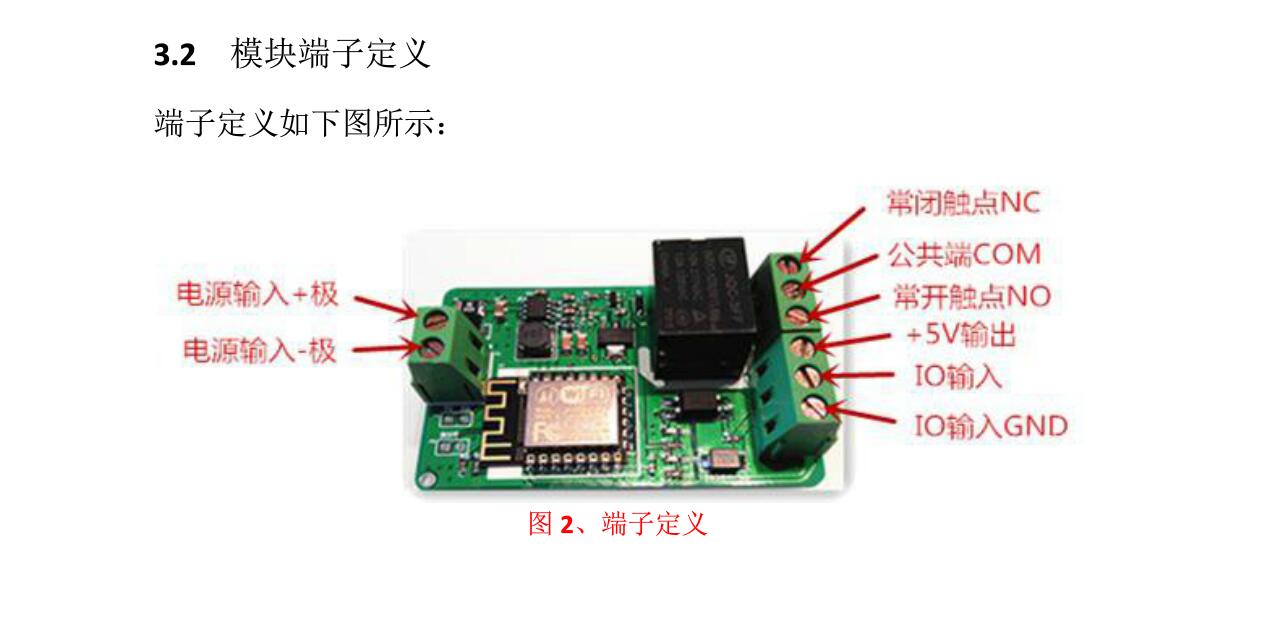 3.2 模块端子定义
端子定义如下图所示：
常闭触点NC
公共端COM
电源输入+极
常开触点NO
+5V输出
电源输入-极
IO输入
IO输入GND
图 2、端子定义